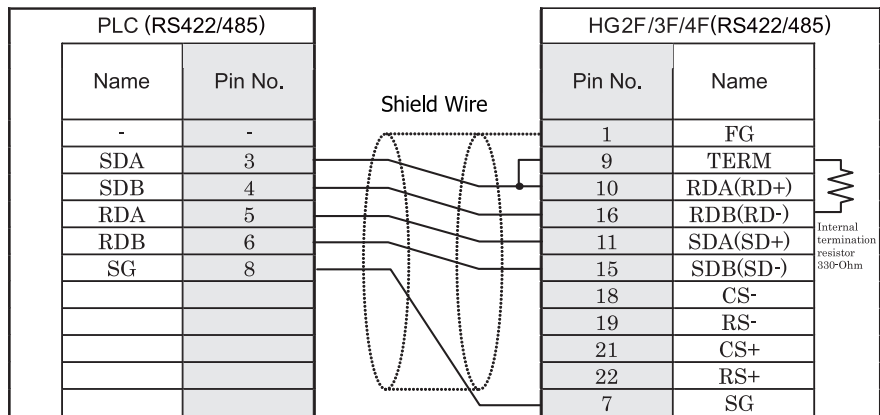 PLC (RS422/485) HG2F/3F/4F(RS422/485)
Name Pin No. Pin No. Name
Shield Wire
- - 1 FG
SDA 3 9 TERM
SDB 4 10 RDA(RD+)
RDA 5 16 RDB(RD-)
RDB 6 11 SDA(SD+)
SG 8 15 SDB(SD-)
Internal
termination
resistor
330-Ohm
18 CS-
19 RS-
21 CS+
22 RS+
7 SG